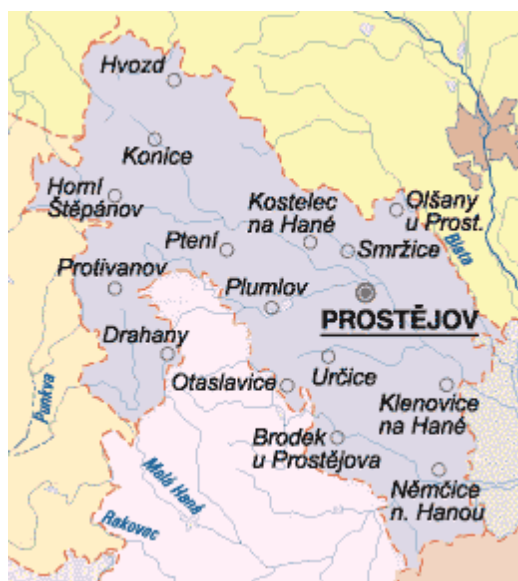 Hvozd
Konice
Horní
Štěpánov
Kostelec
na Hané
Olšany
u Prost.
Ptení
Smržice
Blata
Protivanov
Plumlov
PROSTĚJOV
Drahany
Otaslavice
Určice
Klenovice
na Hané
Punkva
Brodek
u Prostějova
Malá Haná
Němčice
n. Hanou
Rakovec